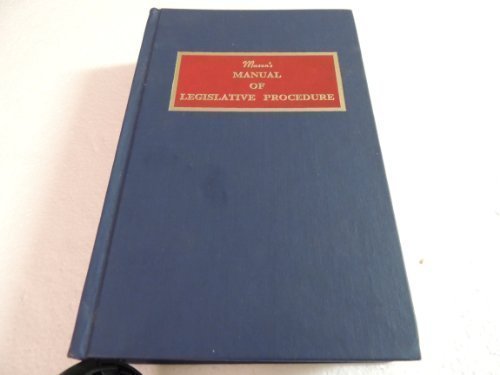 Mason's
MANUAL
OF
LEGISLATIVE PROCEDURE